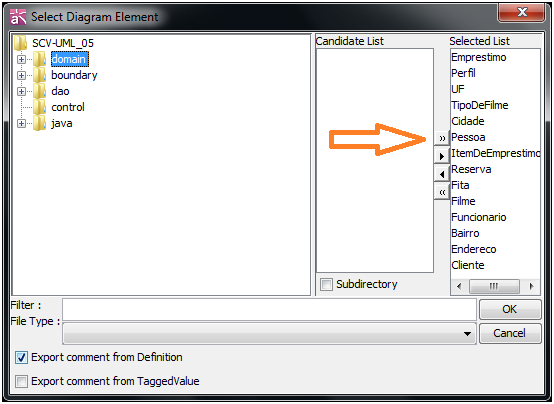 Select Diagram Element
SCV-UML_05
domain
boundary
dao
control
java
Candidate List
Subdirectory
Selected List
Emprestimo
Perfil
UF
TipoDeFilme
Cidade
Pessoa
ItemDeEmprestimo
Reserva
Fita
Filme
Funcionario
Bairro
Endereco
Cliente
Filter :
OK
File Type :
Cancel
Export comment from Definition
Export comment from TaggedValue